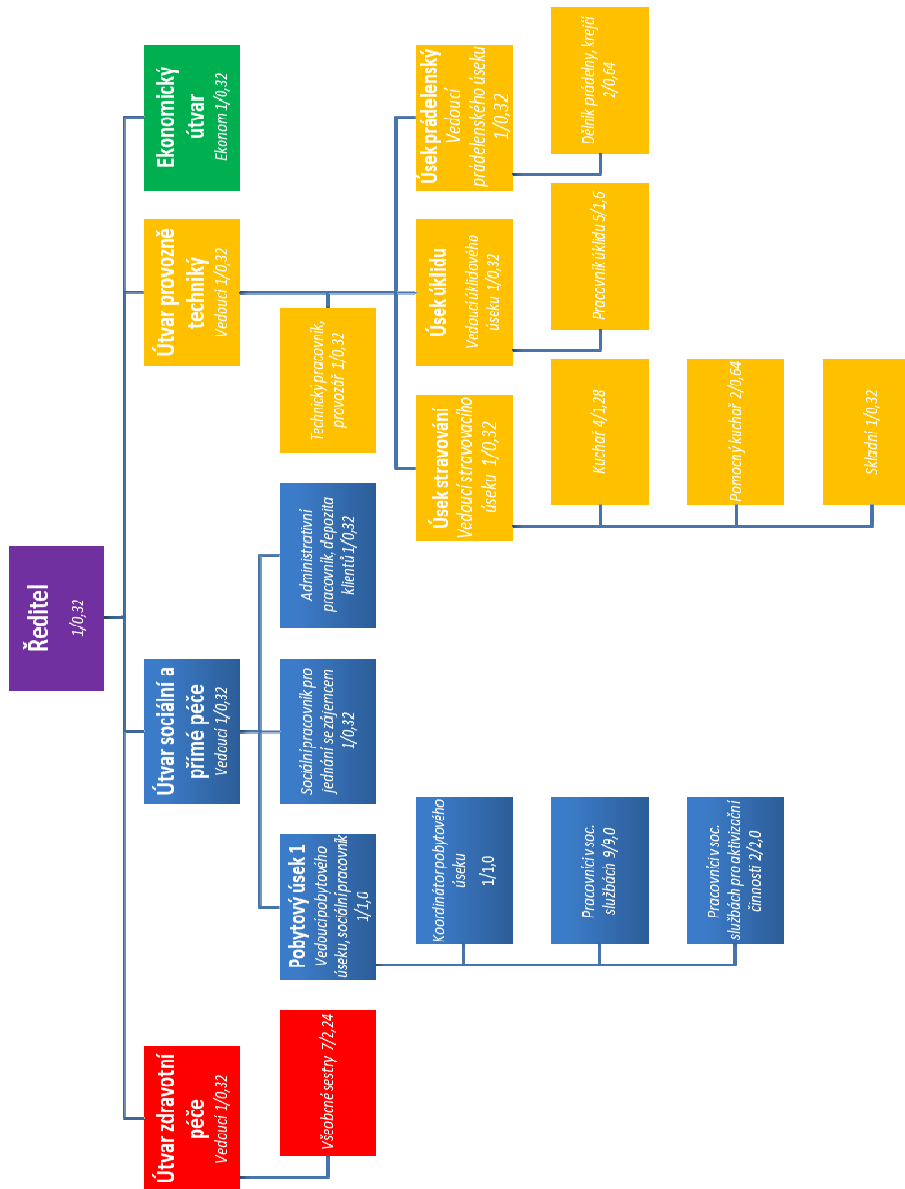 Ředitel
1/0,32
Útvar zdravotní
péče
Vedoucí 1/0,32
Všeobecné sestry 7/2,24
Útvar sociální a
přímé péče
Vedoucí 1/0,32
Pobytový úsek 1
Vedoucí pobytového
úseku, sociální pracovník
1/1,0
Koordinátor pobytového
úseku
1/1,0
Pracovníci v soc.
službách 9/9,0
Pracovníci v soc.
službách pro aktivizační
činnosti 2/2,0
Sociální pracovník pro
jednání se zájemcem
1/0,32
Administrativní
pracovník, depozita
klientů 1/0,32
Útvar provozně
techniký
Vedoucí 1/0,32
Technický pracovník,
provozář 1/0,32
Úsek stravování
Vedoucí stravovacího
úseku 1/0,32
Kuchař 4/1,28
Pomocný kuchař 2/0,64
Skladní 1/0,32
Úsek úklidu
Vedoucí úklidového
úseku 1/0,32
Pracovník úklidu 5/1,6
Úsek prádelenský
Vedoucí
prádelenského úseku
1/0,32
Dělník prádelny, krejčí
2/0,64
Ekonomický
útvar
Ekonom 1/0,32